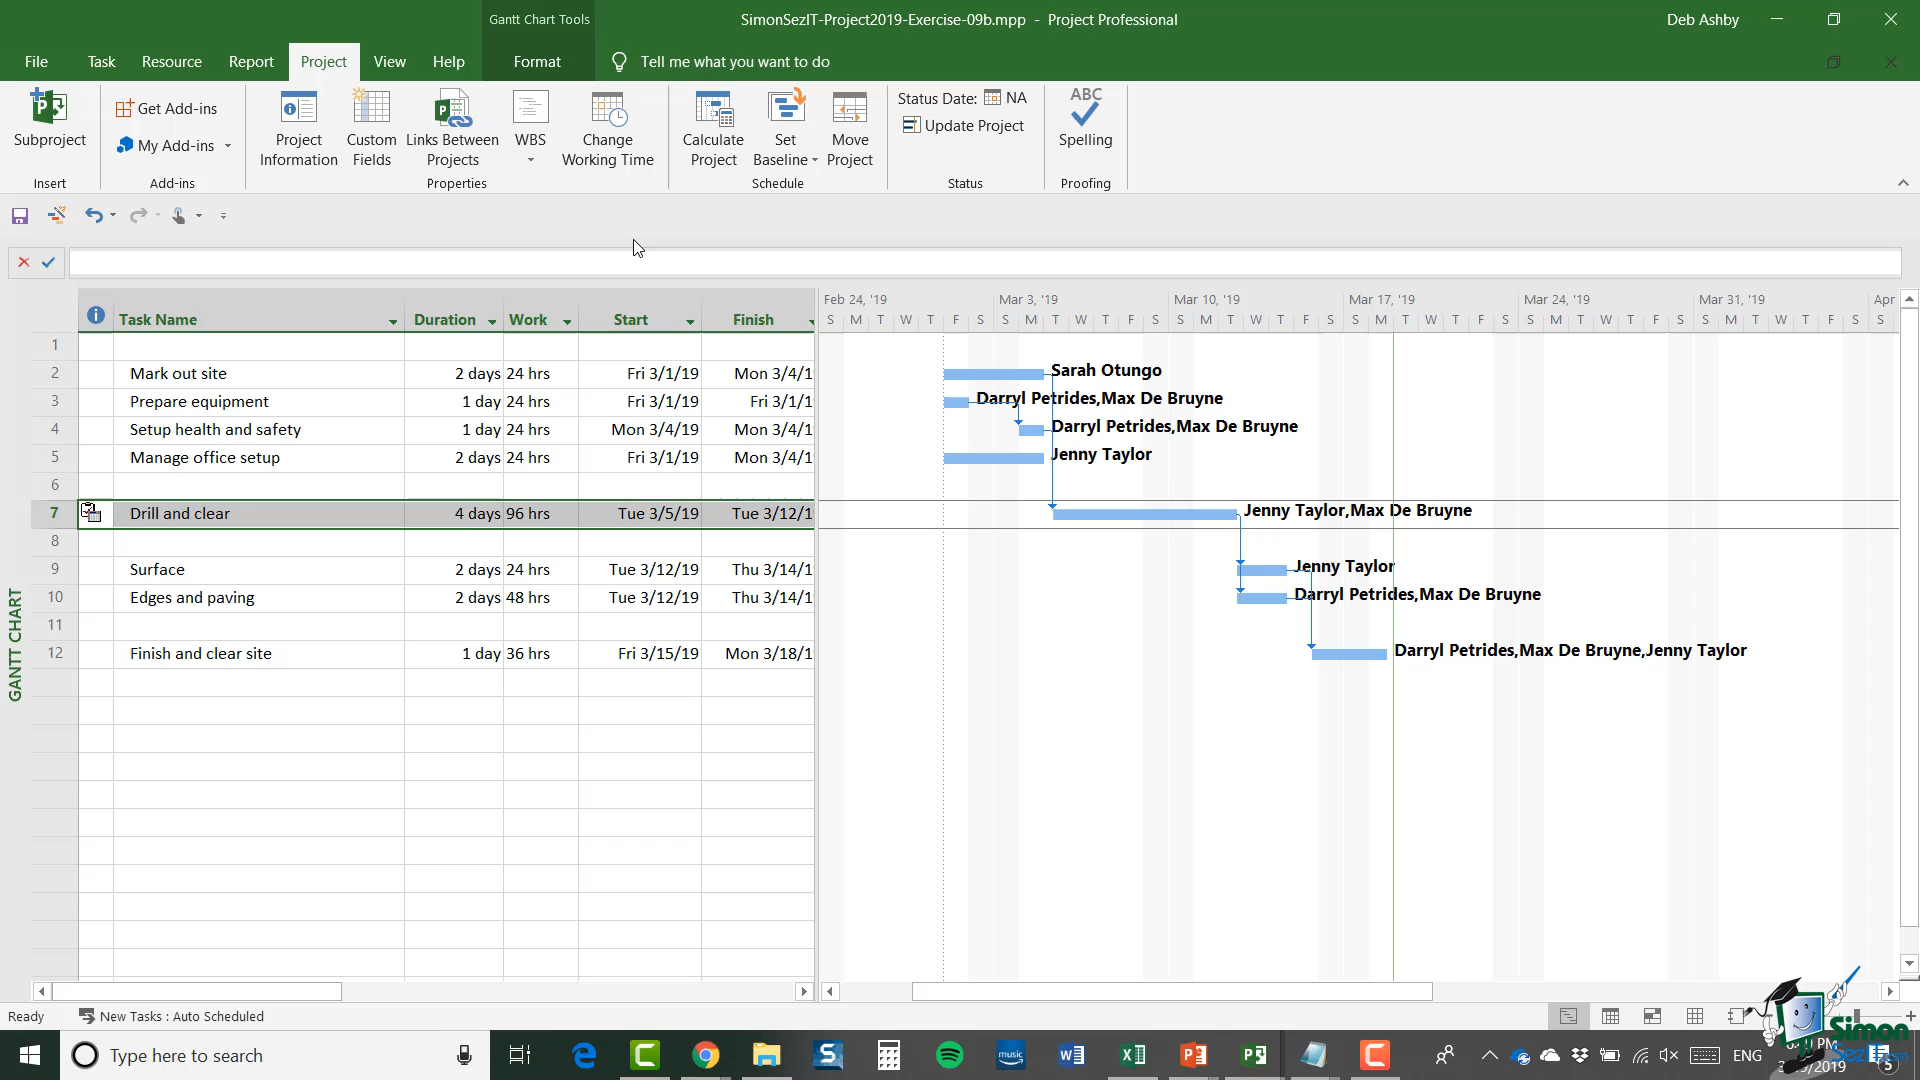 Gantt Chart Tools
SimonSezIT-Project2019-Exercise-09b.mpp - Project Professional
Deb Ashby
File Task Resource Report Project View Help Format Tell me what you want to do
Subproject
Insert
Get Add-ins
My Add-ins
Add-ins
Project Information
Custom Fields
Links Between Projects
WBS
Change Working Time
Properties
Calculate Project
Set Baseline
Move Project
Schedule
Status Date: NA
Update Project
Status
ABC
Spelling
Proofing
Task Name Duration Work Start Finish
Feb 24, '19 Mar 3, '19 Mar 10, '19 Mar 17, '19 Mar 24, '19 Mar 31, '19 Apr
S M T W T F S S M T W T F S S M T W T F S S M T W T F S S M T W T F S S M T W T F S S
1
2 Mark out site 2 days 24 hrs Fri 3/1/19 Mon 3/4/1 Sarah Otungo
3 Prepare equipment 1 day 24 hrs Fri 3/1/19 Fri 3/1/1 Darryl Petrides,Max De Bruyne
4 Setup health and safety 1 day 24 hrs Mon 3/4/19 Mon 3/4/1 Darryl Petrides,Max De Bruyne
5 Manage office setup 2 days 24 hrs Fri 3/1/19 Mon 3/4/1 Jenny Taylor
6
7 Drill and clear 4 days 96 hrs Tue 3/5/19 Tue 3/12/1 Jenny Taylor,Max De Bruyne
8
9 Surface 2 days 24 hrs Tue 3/12/19 Thu 3/14/1 Jenny Taylor
10 Edges and paving 2 days 48 hrs Tue 3/12/19 Thu 3/14/1 Darryl Petrides,Max De Bruyne
11
12 Finish and clear site 1 day 36 hrs Fri 3/15/19 Mon 3/18/1 Darryl Petrides,Max De Bruyne,Jenny Taylor
GANTT CHART
Ready New Tasks : Auto Scheduled
Type here to search
music
ENG
5
Simon
SezIT.com